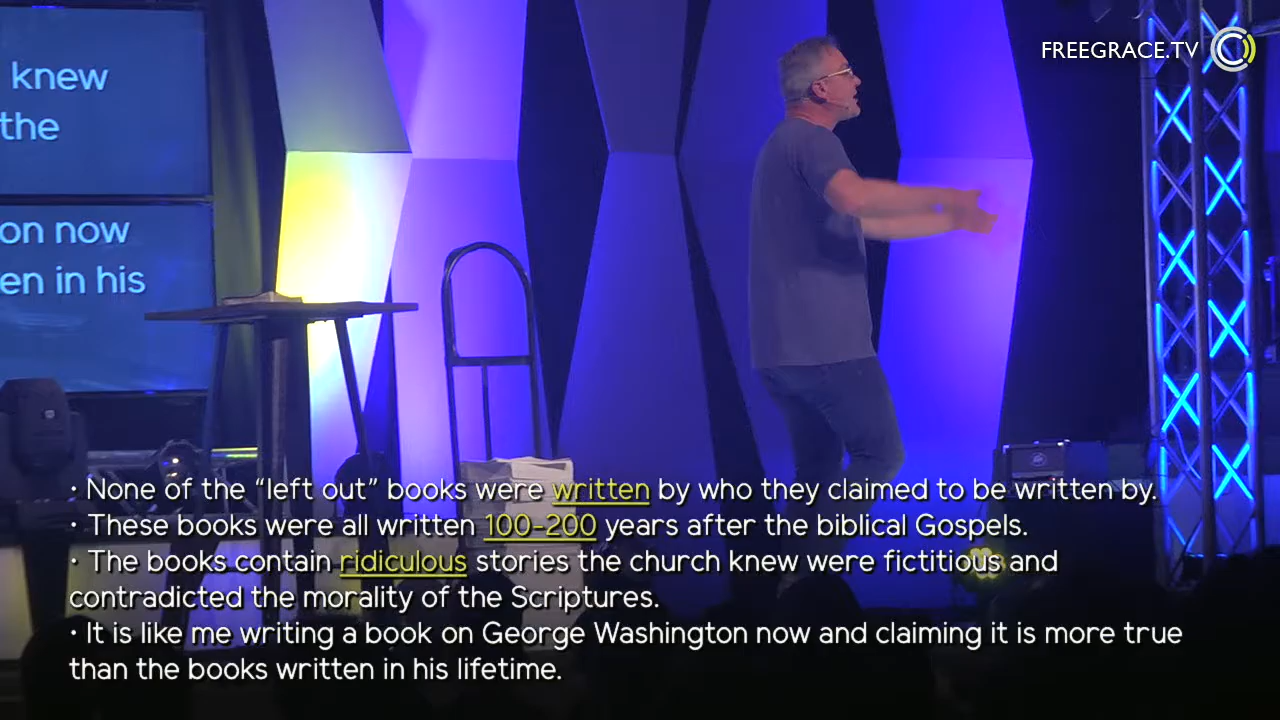 FREEGRACE.TV
knew
the
on now
en in his
· None of the “left out” books were written by who they claimed to be written by.
· These books were all written 100-200 years after the biblical Gospels.
· The books contain ridiculous stories the church knew were fictitious and
contradicted the morality of the Scriptures.
· It is like me writing a book on George Washington now and claiming it is more true
than the books written in his lifetime.